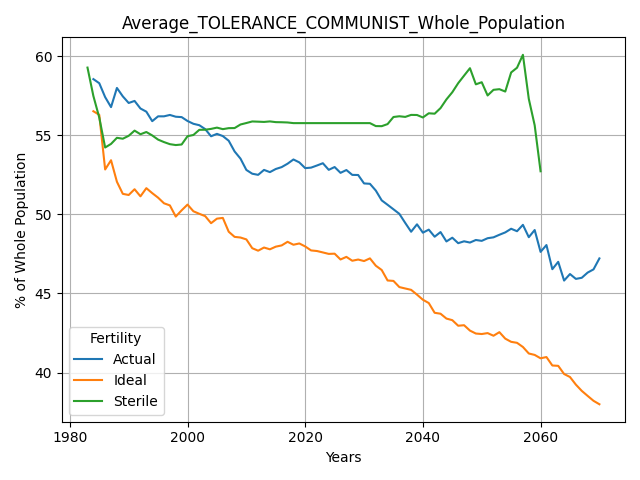 Average_TOLERANCE_COMMUNIST_Whole_Population
% of Whole Population
60
55
50
45
40
Fertility
Actual
Ideal
Sterile
1980 2000 2020 2040 2060
Years